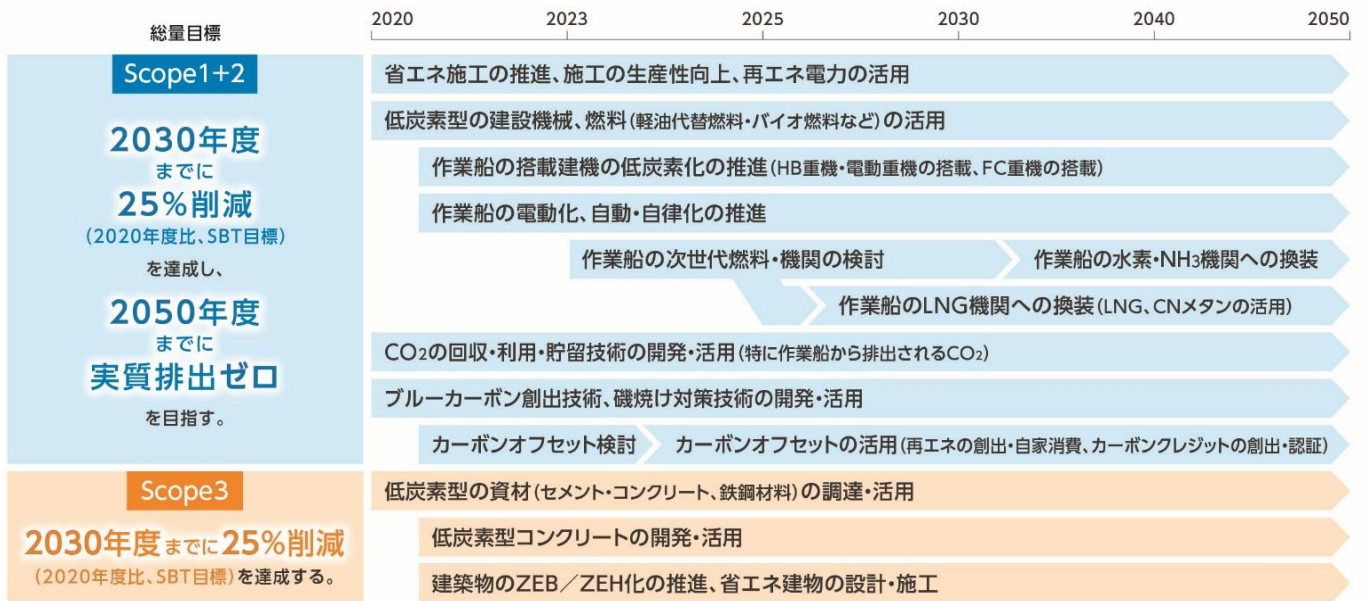 総量目標
2020 2023 2025 2030 2040 2050
Scope1+2
2030年度
までに
25%削減
(2020年度比、SBT目標)
を達成し、
2050年度
までに
実質排出ゼロ
を目指す。
省エネ施工の推進、施工の生産性向上、再エネ電力の活用
低炭素型の建設機械、燃料(軽油代替燃料・バイオ燃料など)の活用
作業船の搭載建機の低炭素化の推進(HB重機・電動重機の搭載、FC重機の搭載)
作業船の電動化、自動・自律化の推進
作業船の次世代燃料・機関の検討
作業船の水素・NH3機関への換装
作業船のLNG機関への換装(LNG、CNメタンの活用)
CO2の回収・利用・貯留技術の開発・活用(特に作業船から排出されるCO2)
ブルーカーボン創出技術、磯焼け対策技術の開発・活用
カーボンオフセット検討
カーボンオフセットの活用(再エネの創出・自家消費、カーボンクレジットの創出・認証)
Scope3
2030年度までに25%削減
(2020年度比、SBT目標)を達成する。
低炭素型の資材(セメント・コンクリート、鉄鋼材料)の調達・活用
低炭素型コンクリートの開発・活用
建築物のZEB／ZEH化の推進、省エネ建物の設計・施工